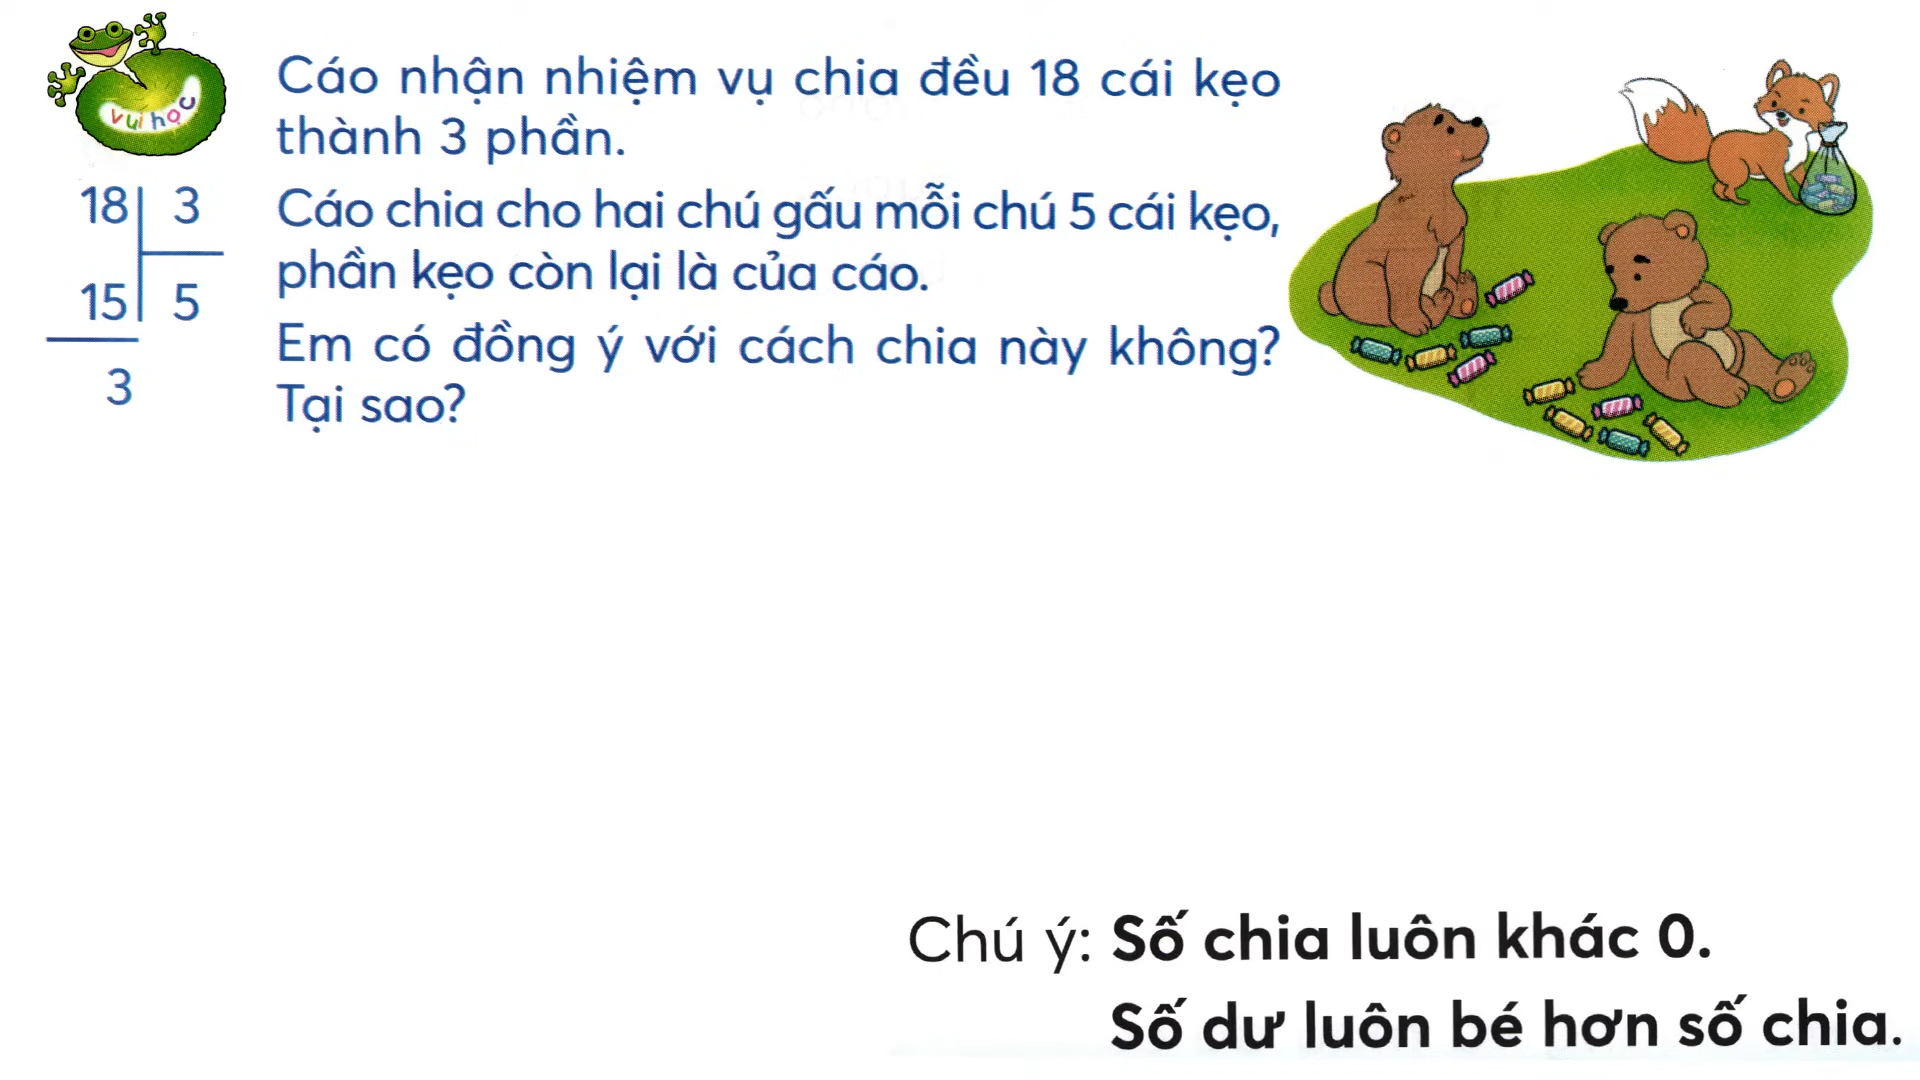 vui học
Cáo nhận nhiệm vụ chia đều 18 cái kẹo
thành 3 phần.
18 3
15 5
3
Cáo chia cho hai chú gấu mỗi chú 5 cái kẹo,
phần kẹo còn lại là của cáo.
Em có đồng ý với cách chia này không?
Tại sao?
Chú ý: Số chia luôn khác 0.
Số dư luôn bé hơn số chia.